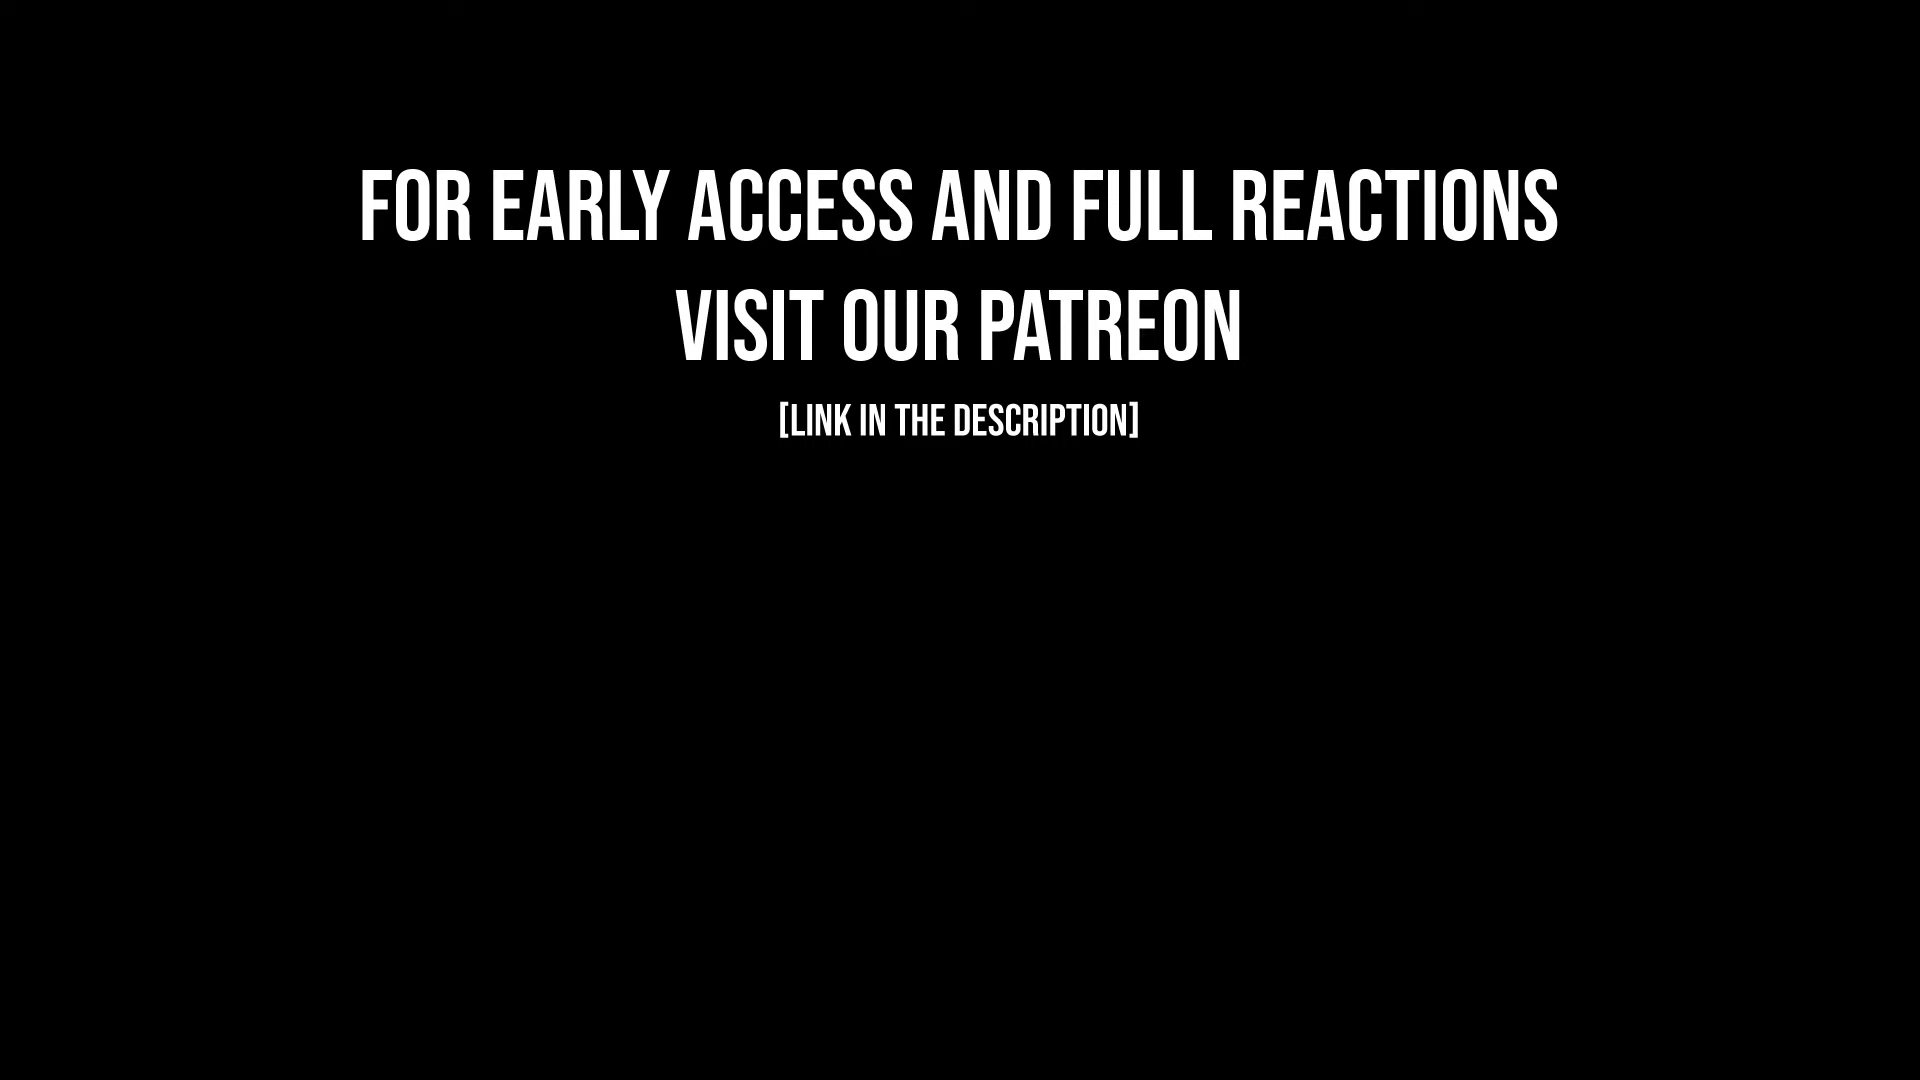 FOR EARLY ACCESS AND FULL REACTIONS
VISIT OUR PATREON
[LINK IN THE DESCRIPTION]